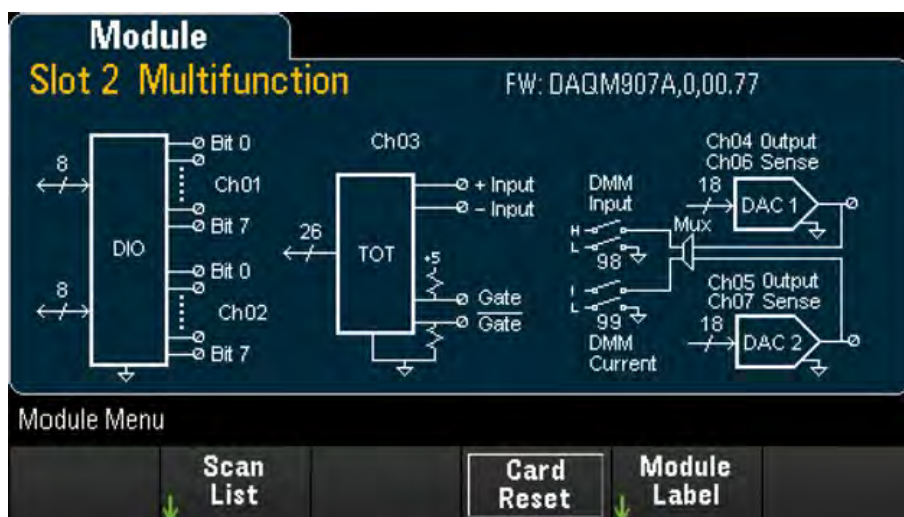 Module
Slot 2 Multifunction
FW: DAQM907A,0,00.77
8
DIO
Bit 0
Ch01
Bit 7
8
Bit 0
Ch02
Bit 7
Ch03
26
TOT
+ Input
- Input
+5
Gate
Gate
DMM
Input
H
L
98
Mux
I
L
99
DMM
Current
Ch04 Output
Ch06 Sense
18
DAC 1
Ch05 Output
Ch07 Sense
18
DAC 2
Module Menu
Scan
List
Card
Reset
Module
Label